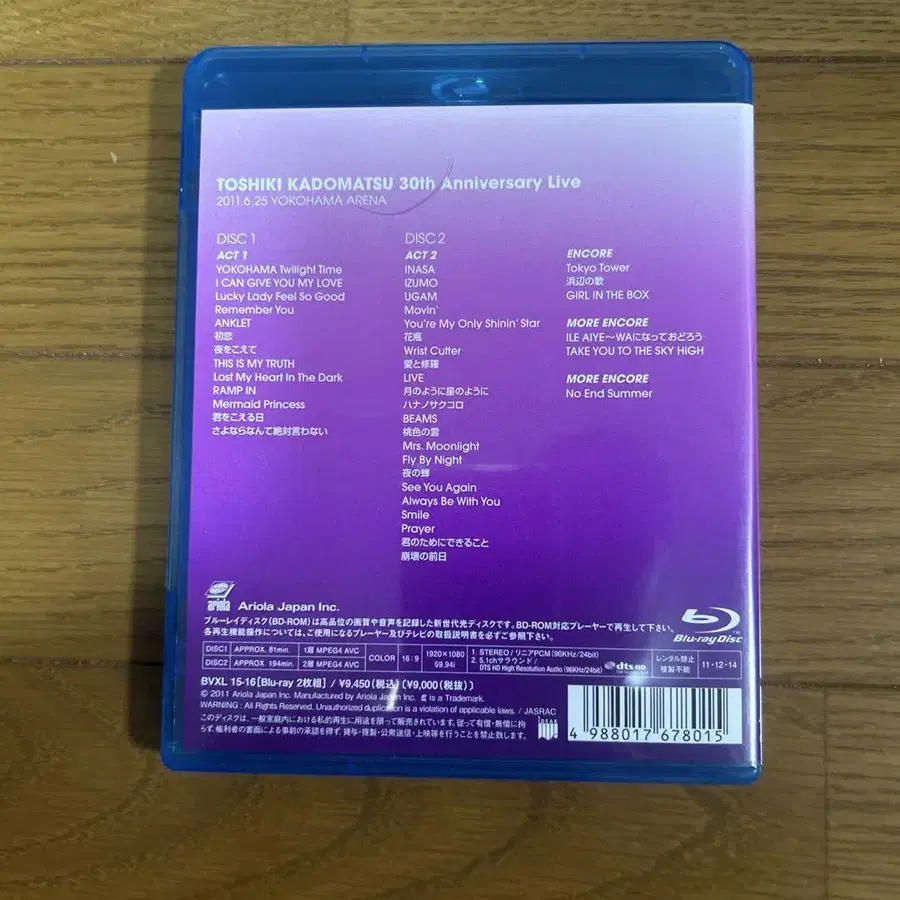 TOSHIKI KADOMATSU 30th Anniversary Live
2011.6.25 YOKOHAMA ARENA
DISC 1
ACT 1
YOKOHAMA Twilight Time
I CAN GIVE YOU MY LOVE
Lucky Lady Feel So Good
Remember You
ANKLET
初恋
夜をこえて
THIS IS MY TRUTH
Lost My Heart In The Dark
RAMP IN
Mermaid Princess
君をこえる日
さよならなんて絶対言わない
DISC 2
ACT 2
INASA
IZUMO
UGAM
Movin'
You're My Only Shinin' Star
花瓶
Wrist Cutter
愛と修羅
LIVE
月のように星のように
ハナノサクコロ
BEAMS
桃色の雲
Mrs. Moonlight
Fly By Night
夜の蝉
See You Again
Always Be With You
Smile
Prayer
君のためにできること
崩壊の前日
ENCORE
Tokyo Tower
浜辺の歌
GIRL IN THE BOX
MORE ENCORE
ILE AIYE〜WAになっておどろう
TAKE YOU TO THE SKY HIGH
MORE ENCORE
No End Summer
ariola
Ariola Japan Inc.
ブルーレイディスク(BD-ROM)は高品位の画質や音声を記録した新世代光ディスクです。BD-ROM対応プレーヤーで再生して下さい。
各再生機能操作については、ご使用になるプレーヤー及びテレビの取扱説明書を必ずご参照下さい。
Blu-ray Disc™
DISC1 APPROX. 81min. 1層 MPEG4 AVC
DISC2 APPROX. 194min. 2層 MPEG4 AVC
COLOR
16:9
1920×1080
59.94i
1. STEREO / リニアPCM (96KHz/24bit)
2. 5.1chサラウンド /
DTS HD High Resolution Audio (96KHz/24bit)
dts-HD
レンタル禁止
複製不能
11・12・14
BVXL 15-16 [Blu-ray 2枚組] / ¥9,450(税込) (¥9,000(税抜))
© 2011 Ariola Japan Inc. Manufactured by Ariola Japan Inc. is a Trademark.
WARNING : All Rights Reserved. Unauthorized duplication is a violation of applicable laws. / JASRAC
このディスクは、一般家庭内における私的再生に用途を限って販売されています。従って有償・無償に拘
らず、権利者の書面による事前の承諾を得ず、貸与・複製・公衆送信・上映等を行うことを禁止致します。
4 988017 678015